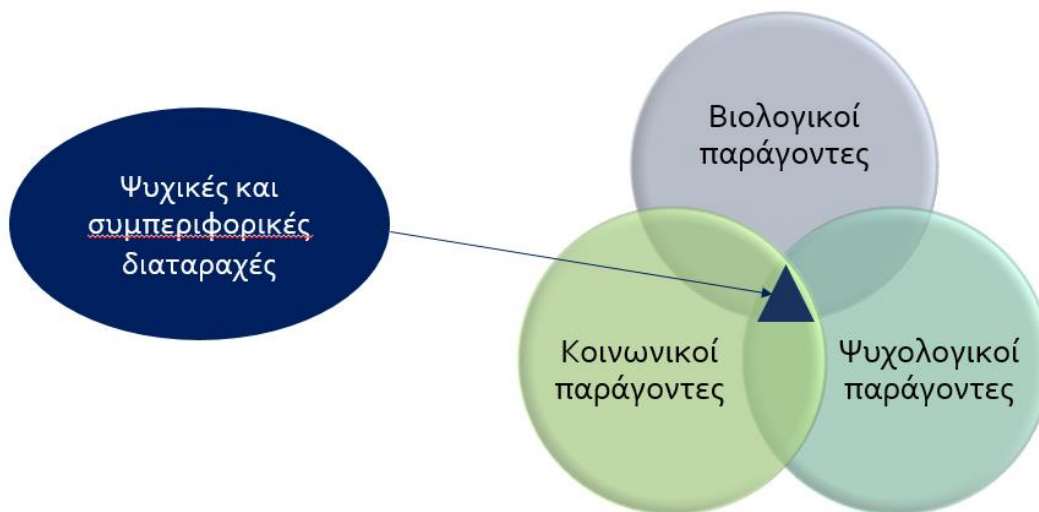 Ψυχικές και
συμπεριφορικές
διαταραχές
Βιολογικοί
παράγοντες
Κοινωνικοί
παράγοντες
Ψυχολογικοί
παράγοντες